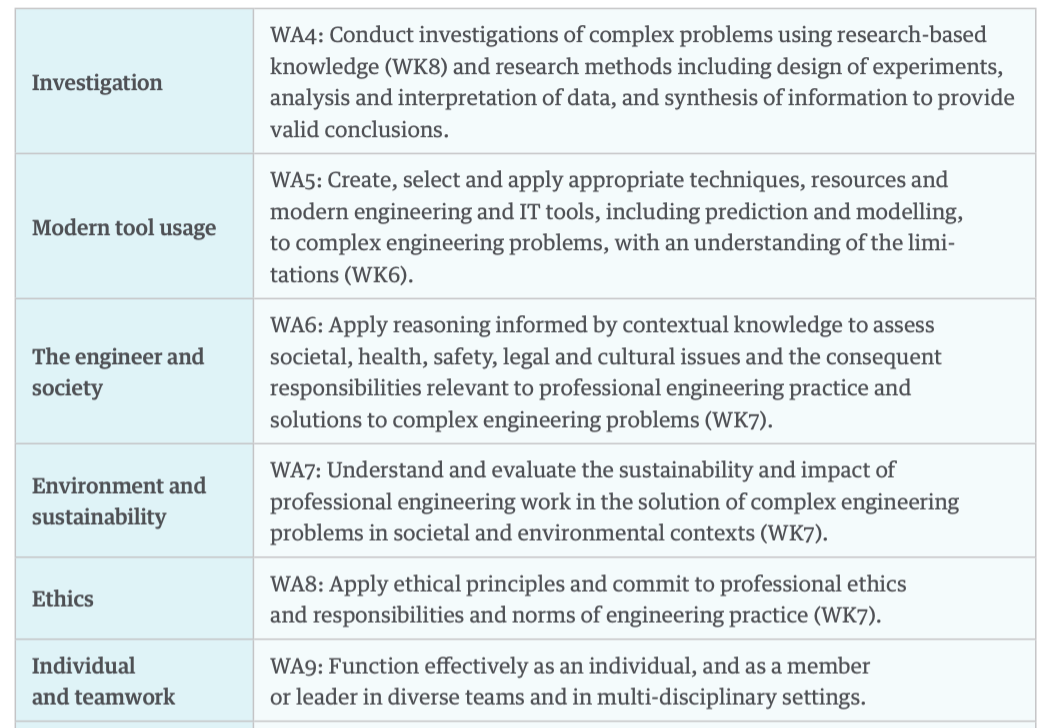 Investigation
WA4: Conduct investigations of complex problems using research-based
knowledge (WK8) and research methods including design of experiments,
analysis and interpretation of data, and synthesis of information to provide
valid conclusions.
Modern tool usage
WA5: Create, select and apply appropriate techniques, resources and
modern engineering and IT tools, including prediction and modelling,
to complex engineering problems, with an understanding of the limi-
tations (WK6).
The engineer and
society
WA6: Apply reasoning informed by contextual knowledge to assess
societal, health, safety, legal and cultural issues and the consequent
responsibilities relevant to professional engineering practice and
solutions to complex engineering problems (WK7).
Environment and
sustainability
WA7: Understand and evaluate the sustainability and impact of
professional engineering work in the solution of complex engineering
problems in societal and environmental contexts (WK7).
Ethics
WA8: Apply ethical principles and commit to professional ethics
and responsibilities and norms of engineering practice (WK7).
Individual
and teamwork
WA9: Function effectively as an individual, and as a member
or leader in diverse teams and in multi-disciplinary settings.